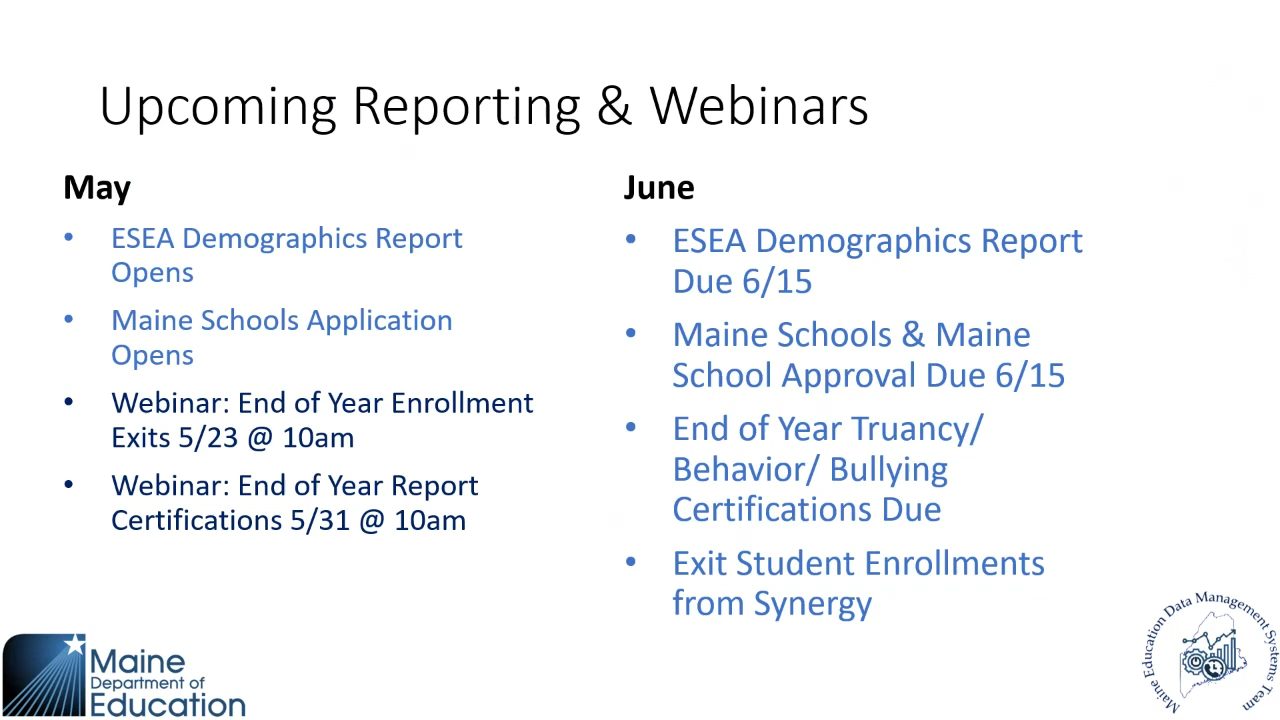 Upcoming Reporting & Webinars
May
• ESEA Demographics Report
Opens
• Maine Schools Application
Opens
• Webinar: End of Year Enrollment
Exits 5/23 @ 10am
• Webinar: End of Year Report
Certifications 5/31 @ 10am
June
• ESEA Demographics Report
Due 6/15
• Maine Schools & Maine
School Approval Due 6/15
• End of Year Truancy/
Behavior/ Bullying
Certifications Due
• Exit Student Enrollments
from Synergy
Maine
Department of
Education
Maine Education Data Management Systems Team